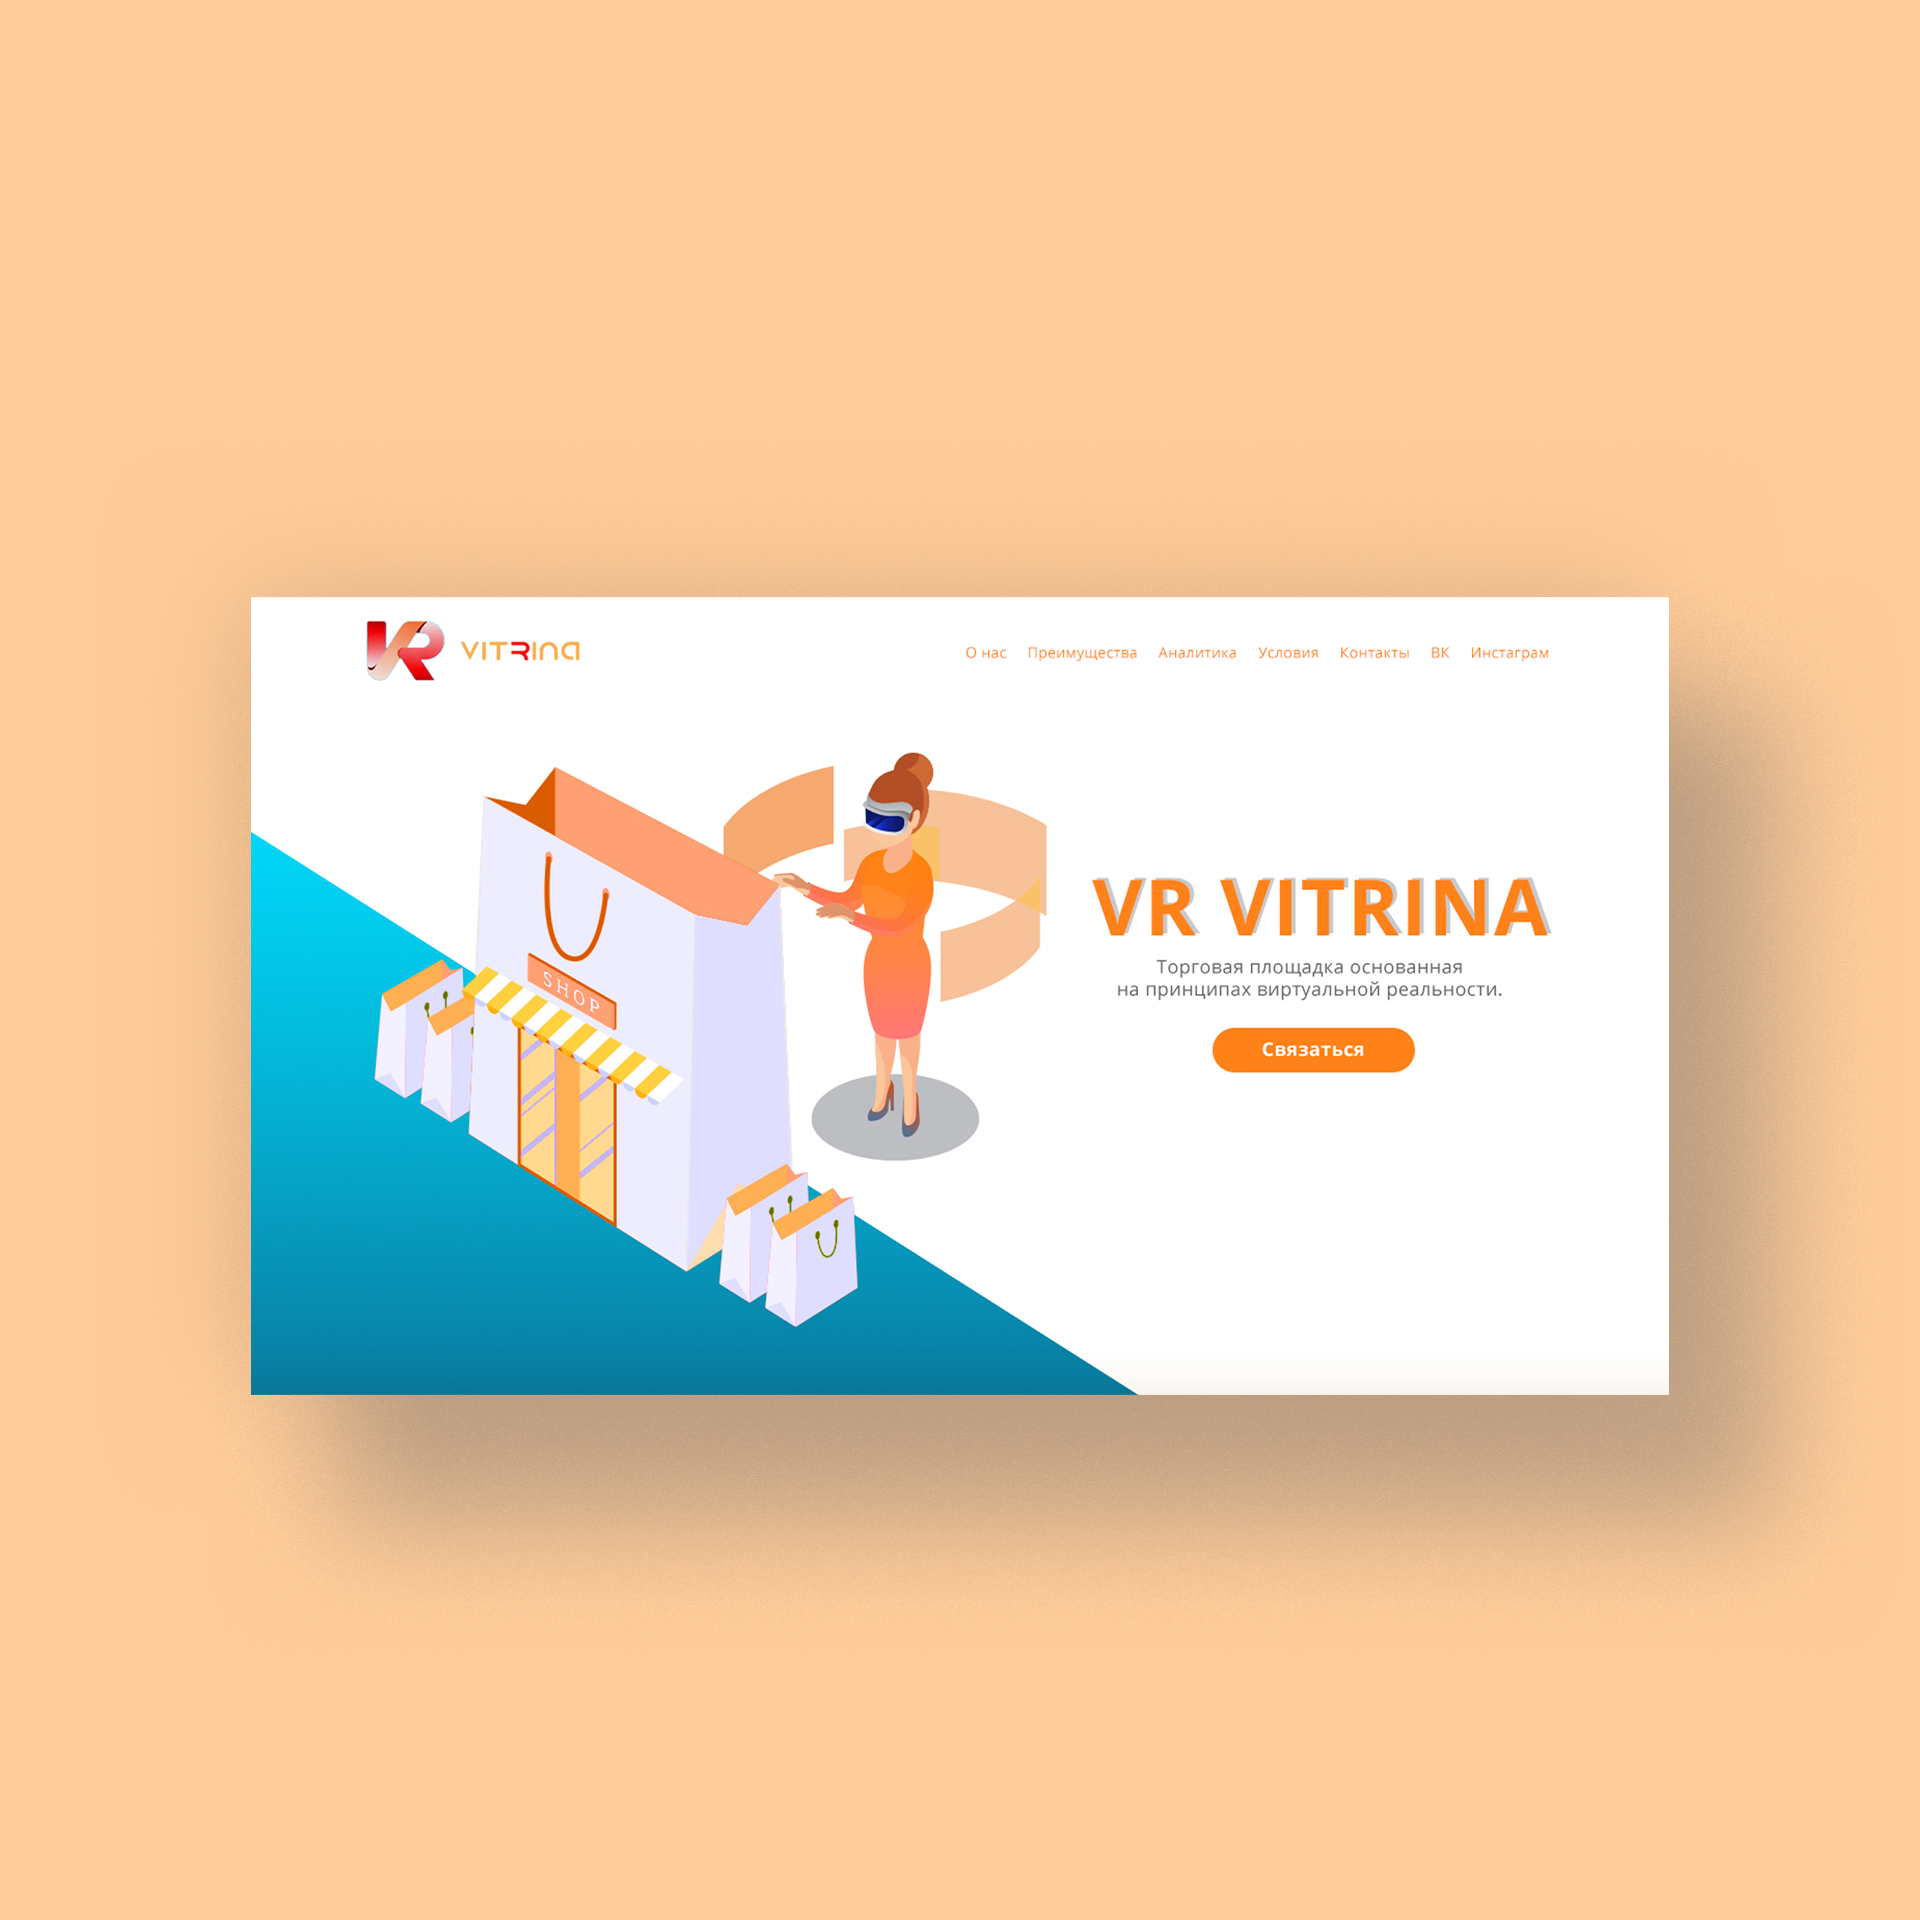 VR VITRINA
О нас Преимущества Аналитика Условия Контакты ВК Инстаграм
SHOP
VR VITRINA
Торговая площадка основанная
на принципах виртуальной реальности.
Связаться